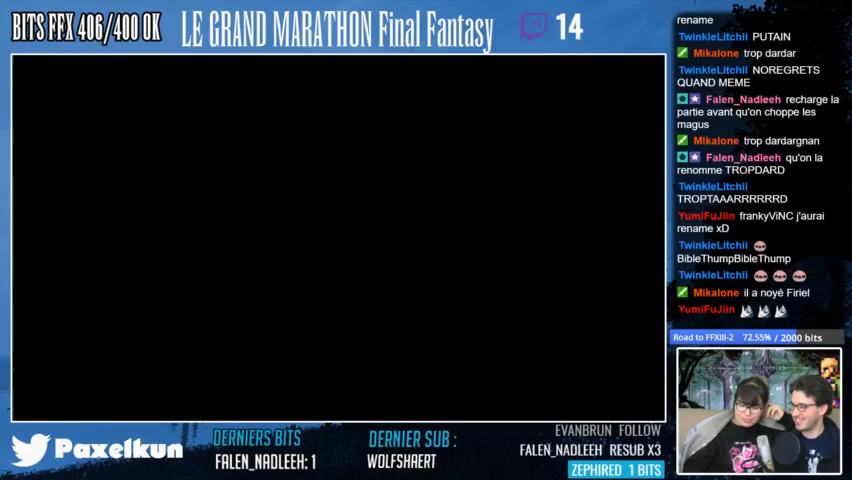 BITS FFX 406/400 OK
LE GRAND MARATHON Final Fantasy
14
rename
TwinkleLitchii PUTAIN
Mikalone trop dardar
TwinkleLitchii NOREGRETS
QUAND MEME
Falen_Nadleeh recharge la
partie avant qu'on choppe les
magus
Mikalone trop dardargnan
Falen_Nadleeh qu'on la
renomme TROPDARD
TwinkleLitchii
TROPTAAARRRRRRD
YumiFuJiin frankyViNC j'aurai
rename xD
TwinkleLitchii
BibleThumpBibleThump
TwinkleLitchii
Mikalone il a noyé Firiel
YumiFuJiin
Road to FFXIII-2 72.55% / 2000 bits
Paxelkun
DERNIERS BITS
FALEN_NADLEEH: 1
DERNIER SUB :
WOLFSHAERT
EVANBRUN FOLLOW
FALEN_NADLEEH RESUB X3
ZEPHIRED 1 BITS